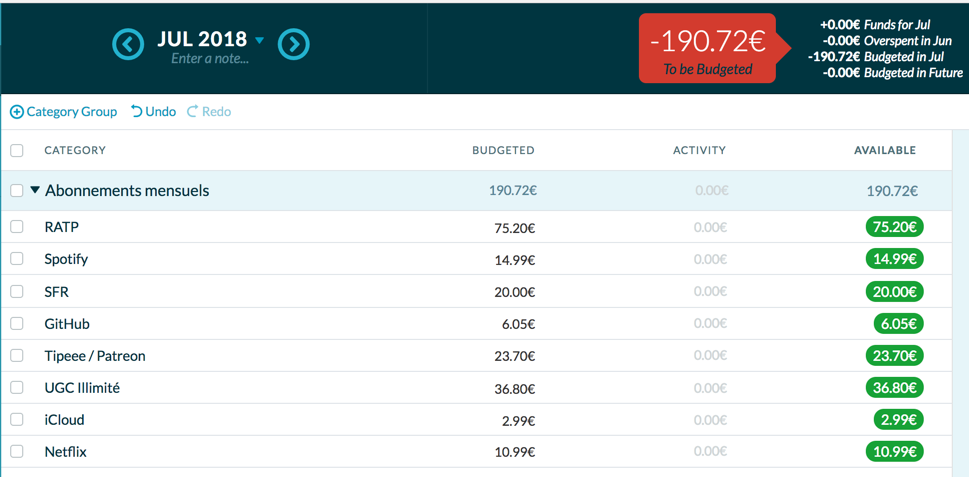 JUL 2018
Enter a note...
-190.72€
To be Budgeted
+0.00€ Funds for Jul
-0.00€ Overspent in Jun
-190.72€ Budgeted in Jul
-0.00€ Budgeted in Future
Category Group Undo Redo
CATEGORY BUDGETED ACTIVITY AVAILABLE
Abonnements mensuels 190.72€ 0.00€ 190.72€
RATP 75.20€ 0.00€ 75.20€
Spotify 14.99€ 0.00€ 14.99€
SFR 20.00€ 0.00€ 20.00€
GitHub 6.05€ 0.00€ 6.05€
Tipeee / Patreon 23.70€ 0.00€ 23.70€
UGC Illimité 36.80€ 0.00€ 36.80€
iCloud 2.99€ 0.00€ 2.99€
Netflix 10.99€ 0.00€ 10.99€